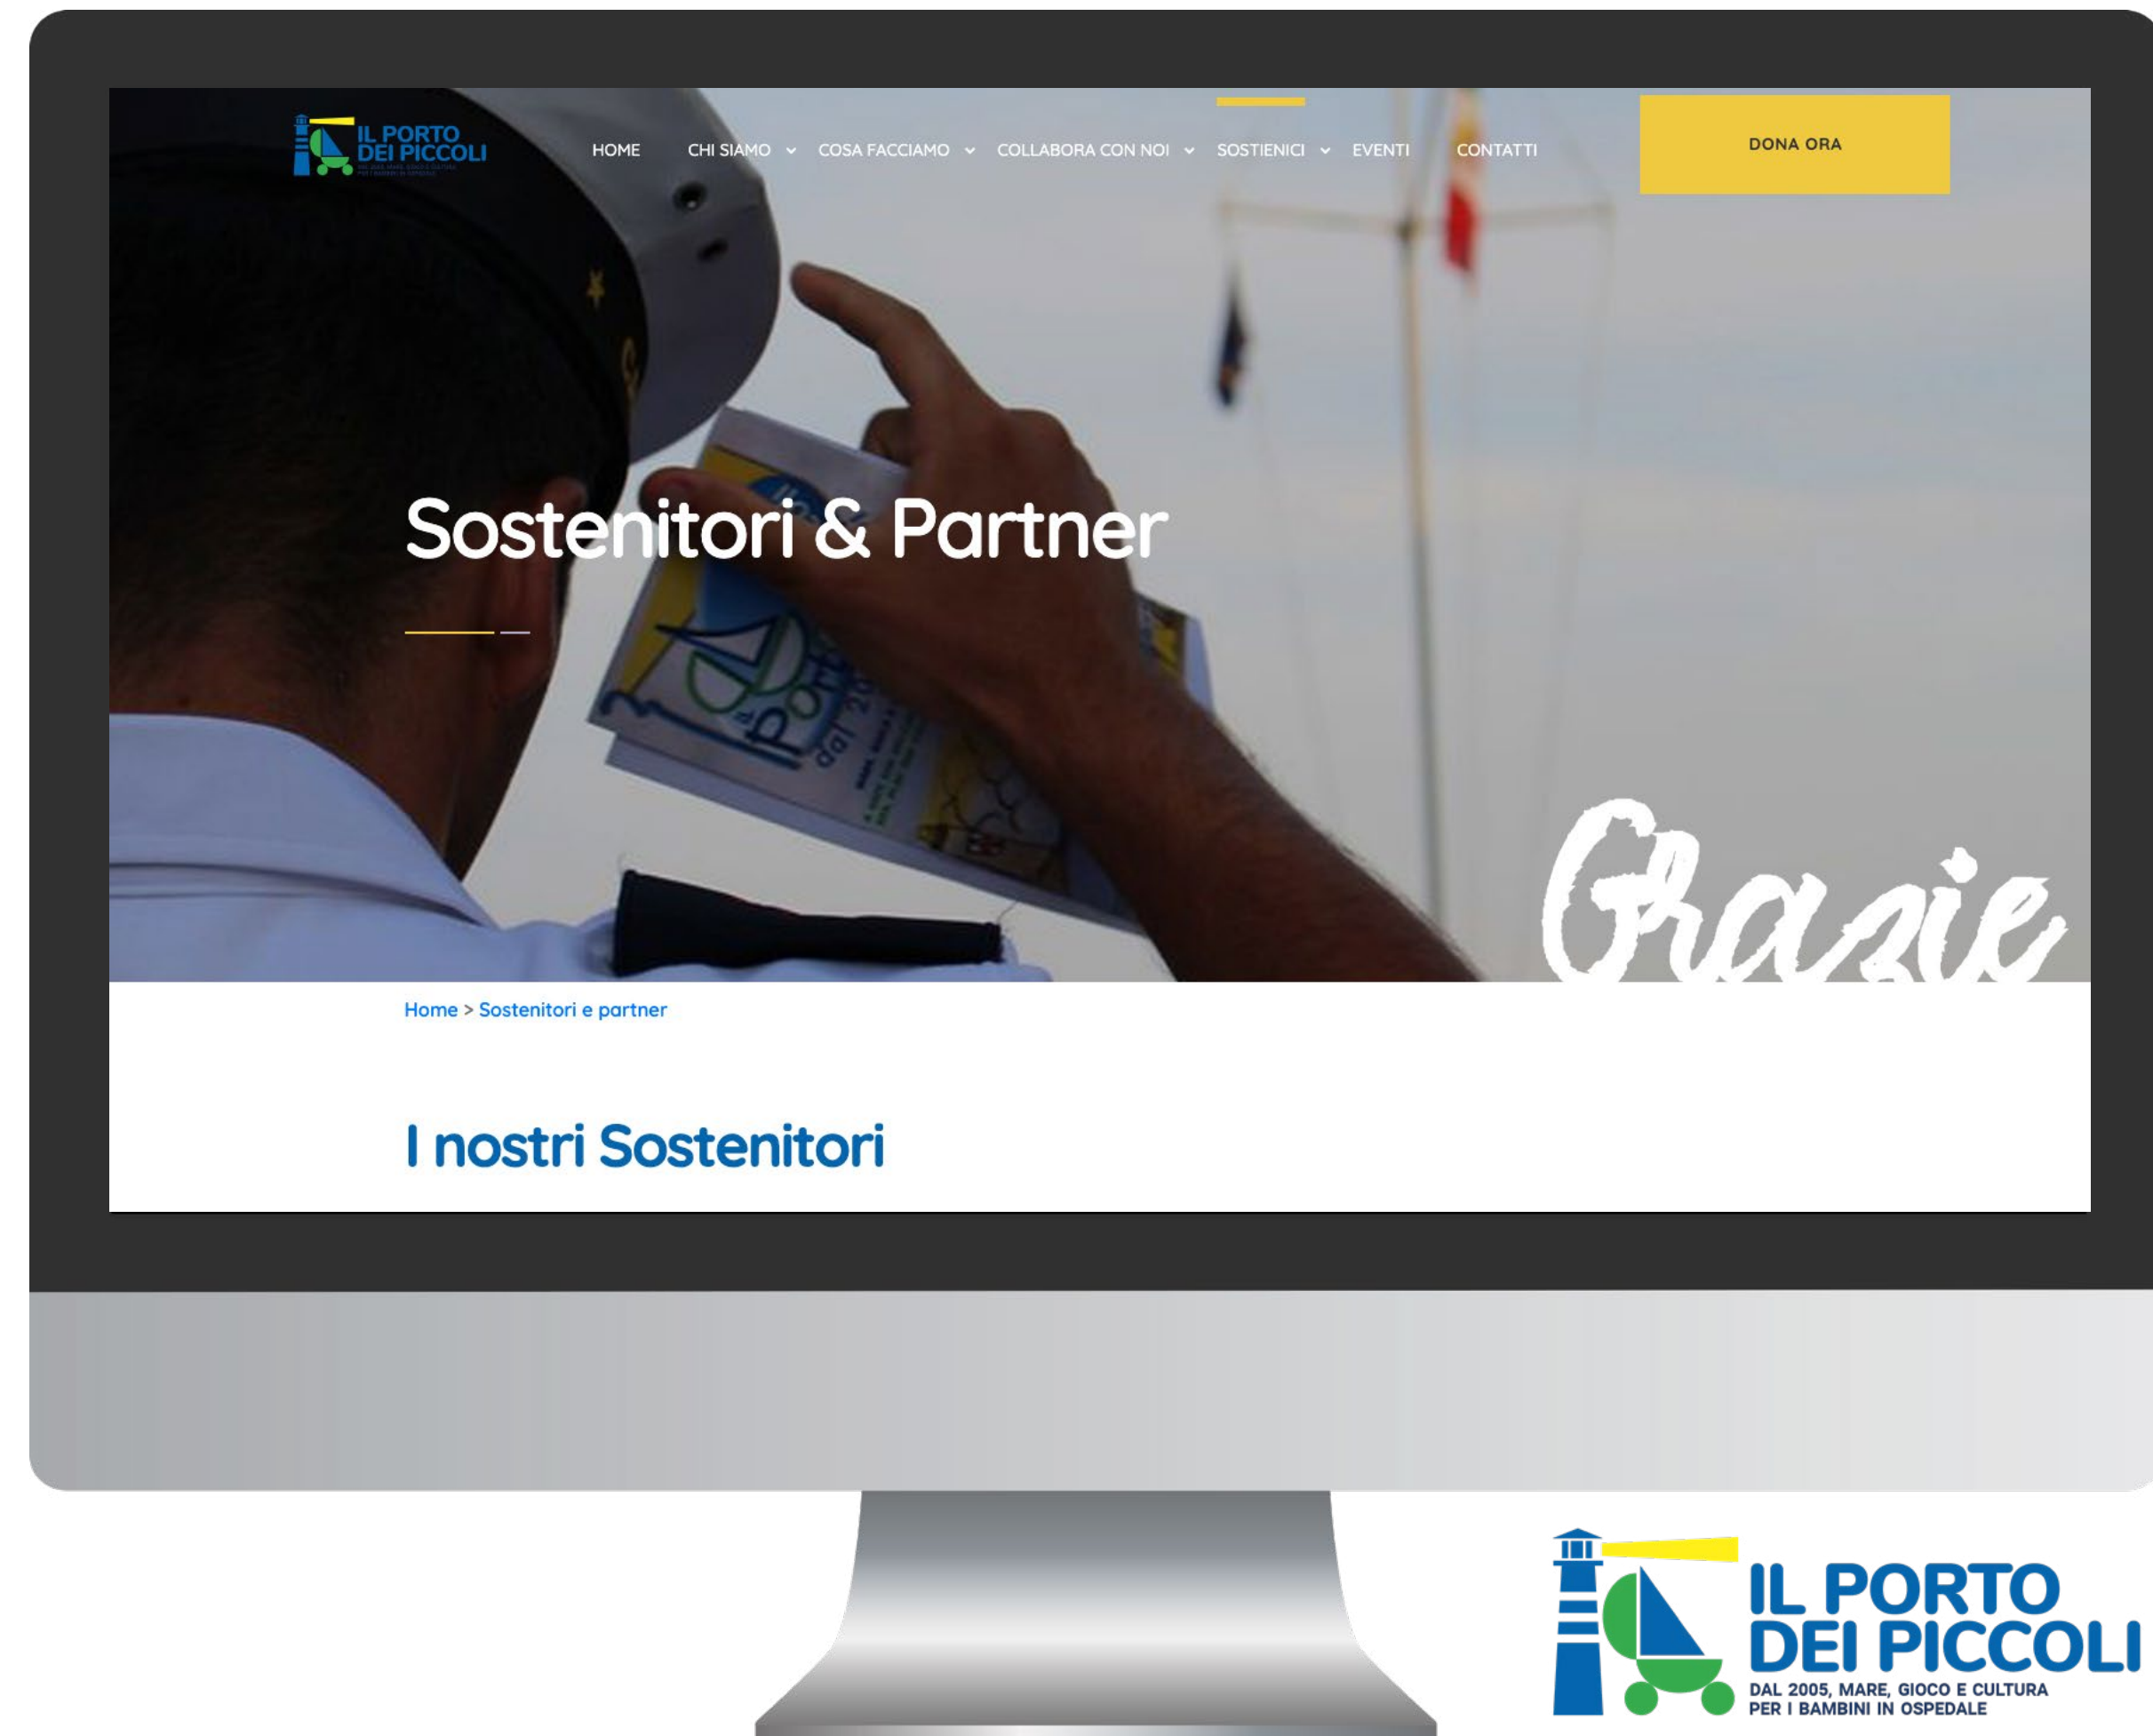 IL PORTO
DEI PICCOLI
HOME CHI SIAMO COSA FACCIAMO COLLABORA CON NOI SOSTIENICI EVENTI CONTATTI
DONA ORA
Sostenitori & Partner
dal 20
Grazie
Home > Sostenitori e partner
I nostri Sostenitori
IL PORTO
DEI PICCOLI
DAL 2005, MARE, GIOCO E CULTURA
PER I BAMBINI IN OSPEDALE